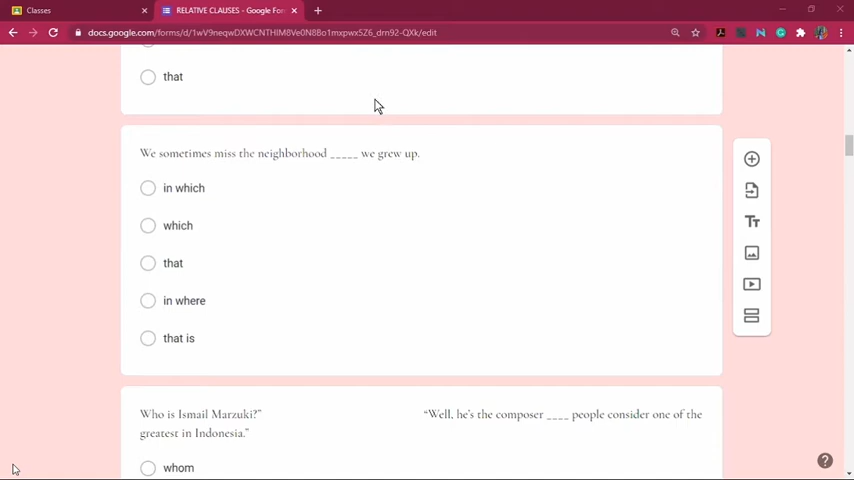 Classes
RELATIVE CLAUSES - Google For
docs.google.com/forms/d/1wV9neqwDXWCNTHIM8Ve0N8Bo1mxpwx5Z6_drn92-QXk/edit
that
We sometimes miss the neighborhood _____ we grew up.
in which
which
that
in where
that is
Who is Ismail Marzuki?" "Well, he's the composer ____ people consider one of the
greatest in Indonesia."
whom